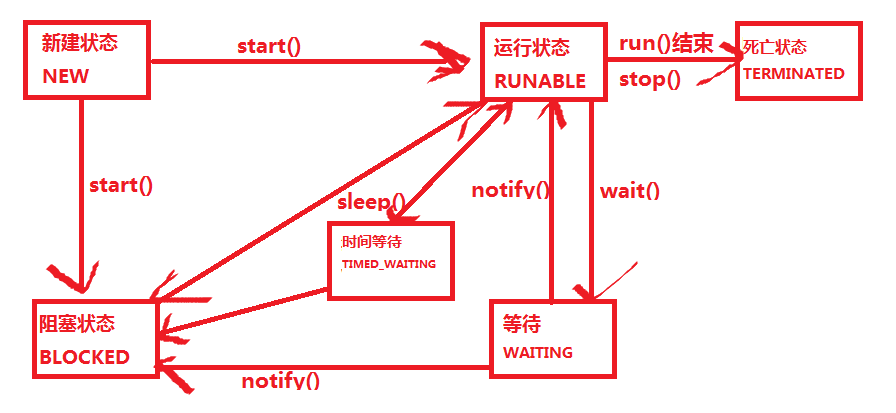 新建状态
NEW
start()
运行状态
RUNABLE
run()结束
stop()
死亡状态
TERMINATED
start()
sleep()
notify()
wait()
时间等待
TIMED_WAITING
阻塞状态
BLOCKED
等待
WAITING
notify()